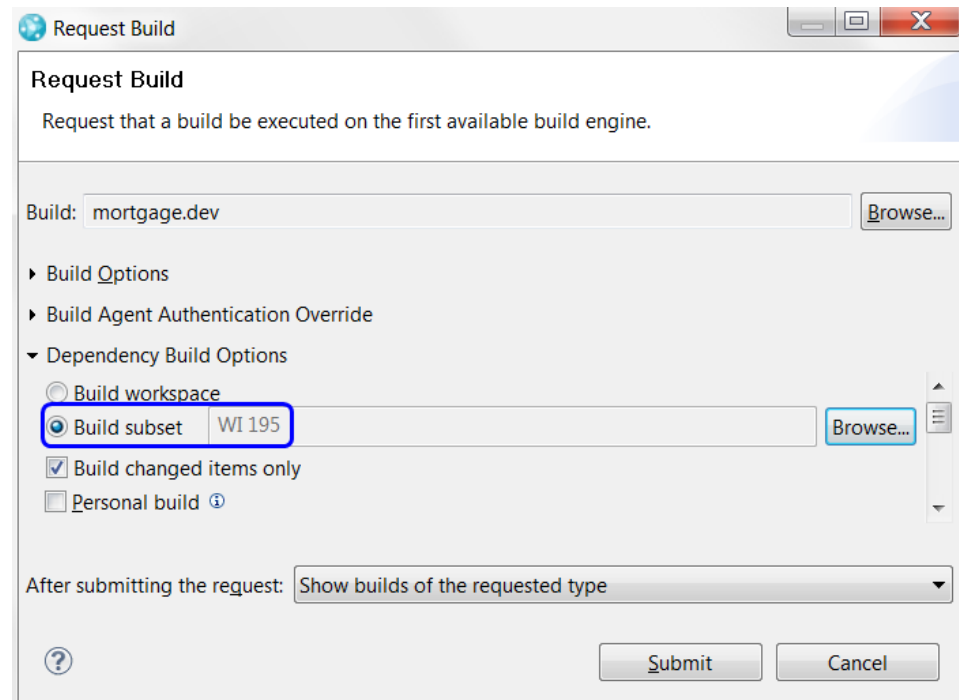 Request Build
Request Build
Request that a build be executed on the first available build engine.
Build: mortgage.dev Browse...
Build Options
Build Agent Authentication Override
Dependency Build Options
Build workspace
Build subset WI 195 Browse...
Build changed items only
Personal build
After submitting the request: Show builds of the requested type
Submit Cancel